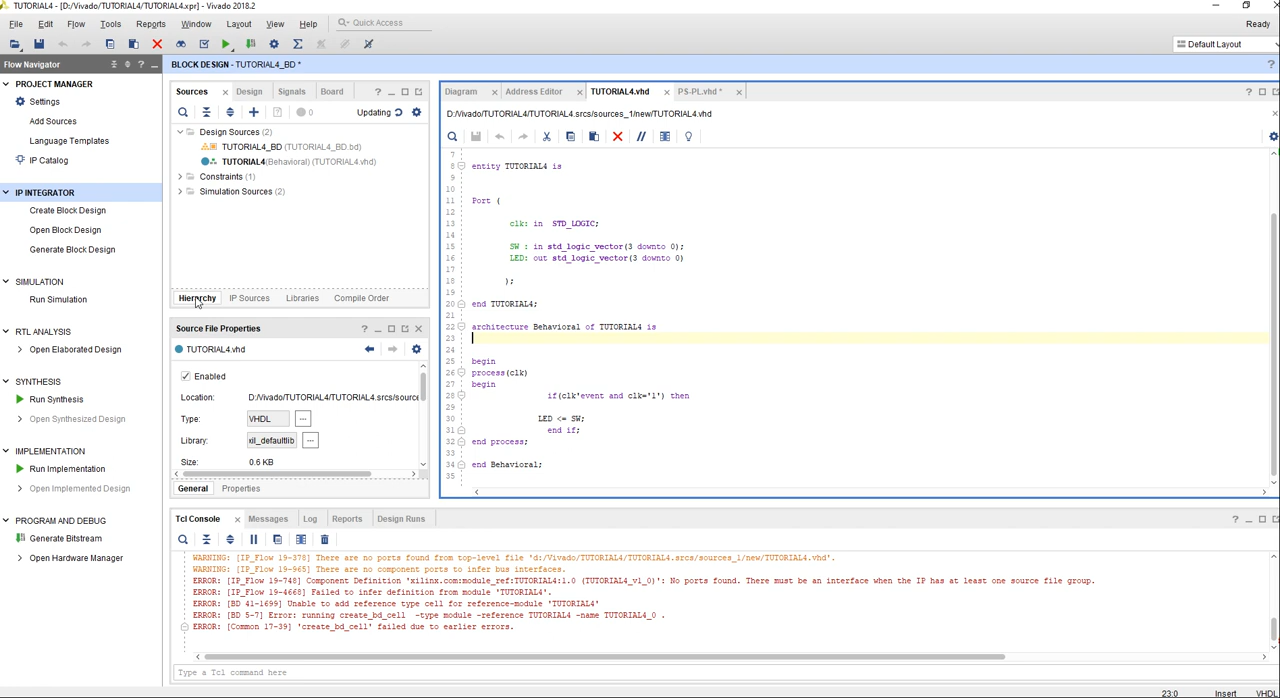 TUTORIAL4 - [D:/Vivado/TUTORIAL4/TUTORIAL4.xpr] - Vivado 2018.2
File Edit Flow Tools Reports Window Layout View Help Quick Access
Ready
Default Layout
Flow Navigator
PROJECT MANAGER
Settings
Add Sources
Language Templates
IP Catalog
IP INTEGRATOR
Create Block Design
Open Block Design
Generate Block Design
SIMULATION
Run Simulation
RTL ANALYSIS
Open Elaborated Design
SYNTHESIS
Run Synthesis
Open Synthesized Design
IMPLEMENTATION
Run Implementation
Open Implemented Design
PROGRAM AND DEBUG
Generate Bitstream
Open Hardware Manager
BLOCK DESIGN - TUTORIAL4_BD *
Sources Design Signals Board
0 Updating
Design Sources (2)
TUTORIAL4_BD (TUTORIAL4_BD.bd)
TUTORIAL4(Behavioral) (TUTORIAL4.vhd)
Constraints (1)
Simulation Sources (2)
Hierarchy IP Sources Libraries Compile Order
Source File Properties
TUTORIAL4.vhd
Enabled
Location: D:/Vivado/TUTORIAL4/TUTORIAL4.srcs/source
Type: VHDL
Library: xil_defaultlib
Size: 0.6 KB
General Properties
Diagram Address Editor TUTORIAL4.vhd PS-PL.vhd *
D:/Vivado/TUTORIAL4/TUTORIAL4.srcs/sources_1/new/TUTORIAL4.vhd
7
8 entity TUTORIAL4 is
9
10
11 Port (
12
13 clk: in STD_LOGIC;
14
15 SW : in std_logic_vector(3 downto 0);
16 LED: out std_logic_vector(3 downto 0)
17
18 );
19
20 end TUTORIAL4;
21
22 architecture Behavioral of TUTORIAL4 is
23
24
25 begin
26 process(clk)
27 begin
28 if(clk'event and clk='1') then
29
30 LED <= SW;
31 end if;
32 end process;
33
34 end Behavioral;
35
Tcl Console Messages Log Reports Design Runs
WARNING: [IP_Flow 19-378] There are no ports found from top-level file 'd:/Vivado/TUTORIAL4/TUTORIAL4.srcs/sources_1/new/TUTORIAL4.vhd'.
WARNING: [IP_Flow 19-965] There are no component ports to infer bus interfaces.
ERROR: [IP_Flow 19-748] Component Definition 'xilinx.com:module_ref:TUTORIAL4:1.0 (TUTORIAL4_v1_0)': No ports found. There must be an interface when the IP has at least one source file group.
ERROR: [IP_Flow 19-4668] Failed to infer definition from module 'TUTORIAL4'.
ERROR: [BD 41-1699] Unable to add reference type cell for reference-module 'TUTORIAL4'
ERROR: [BD 5-7] Error: running create_bd_cell -type module -reference TUTORIAL4 -name TUTORIAL4_0 .
ERROR: [Common 17-39] 'create_bd_cell' failed due to earlier errors.
Type a Tcl command here
23:0 Insert VHDL